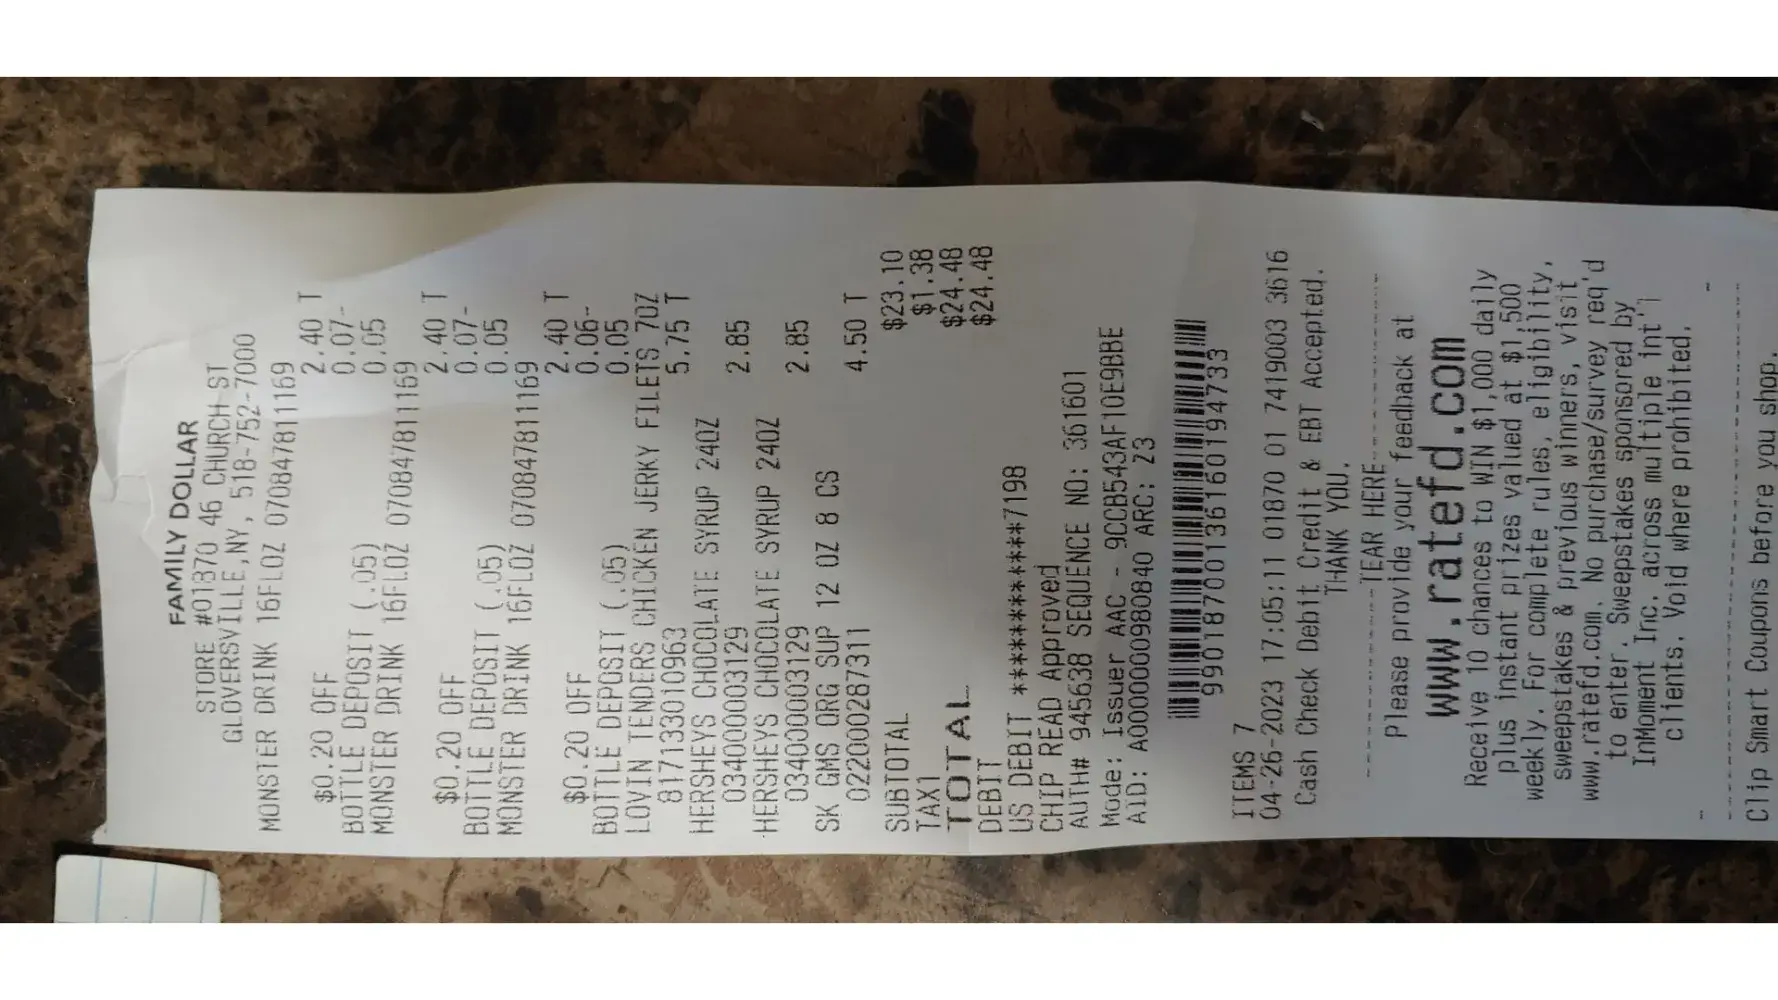 FAMILY DOLLAR
STORE #01870 46 CHURCH ST
GLOVERSVILLE,NY, 518-752-7000
MONSTER DRINK 16FLOZ 070847811169
2.40 T
$0.20 OFF 0.07-
BOTTLE DEPOSIT (.05) 0.05
MONSTER DRINK 16FLOZ 070847811169
2.40 T
$0.20 OFF 0.07-
BOTTLE DEPOSIT (.05) 0.05
MONSTER DRINK 16FLOZ 070847811169
2.40 T
$0.20 OFF 0.06-
BOTTLE DEPOSIT (.05) 0.05
LOVIN TENDERS CHICKEN JERKY FILETS 7OZ
817133010963 5.75 T
HERSHEYS CHOCOLATE SYRUP 24OZ
034000003129 2.85
HERSHEYS CHOCOLATE SYRUP 24OZ
034000003129 2.85
SK GMS ORG SUP 12 OZ 8 CS
022000287311 4.50 T
SUBTOTAL $23.10
TAX1 $1.38
TOTAL $24.48
DEBIT $24.48
US DEBIT ************7198
CHIP READ Approved
AUTH# 945638 SEQUENCE NO: 361601
Mode: Issuer AAC - 9CCB543AF10E9BBE
AID: A0000000980840 ARC: Z3
99018700136160194733
ITEMS 7
04-26-2023 17:05:11 01870 01 7419003 3616
Cash Check Debit Credit & EBT Accepted.
THANK YOU.
TEAR HERE
Please provide your feedback at
www.ratefd.com
Receive 10 chances to WIN $1,000 daily
plus instant prizes valued at $1,500
weekly. For complete rules, eligibility,
sweepstakes & previous winners, visit
www.ratefd.com. No purchase/survey req'd
to enter. Sweepstakes sponsored by
InMoment Inc. across multiple int'l
clients. Void where prohibited.
Clip Smart Coupons before you shop.